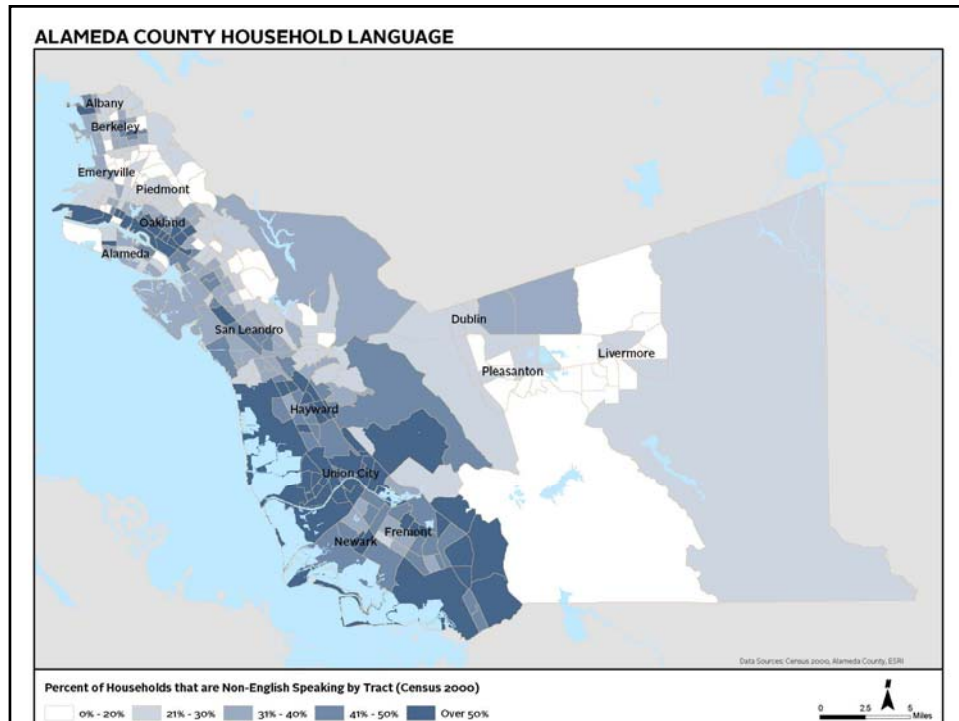 ALAMEDA COUNTY HOUSEHOLD LANGUAGE
Albany
Berkeley
Emeryville
Piedmont
Oakland
Alameda
San Leandro
Dublin
Livermore
Pleasanton
Hayward
Union City
Fremont
Newark
Data Sources: Census 2000, Alameda County, ESRI
Percent of Households that are Non-English Speaking by Tract (Census 2000)
0% - 20% 21% - 30% 31% - 40% 41% - 50% Over 50%
0 2.5 5
Miles